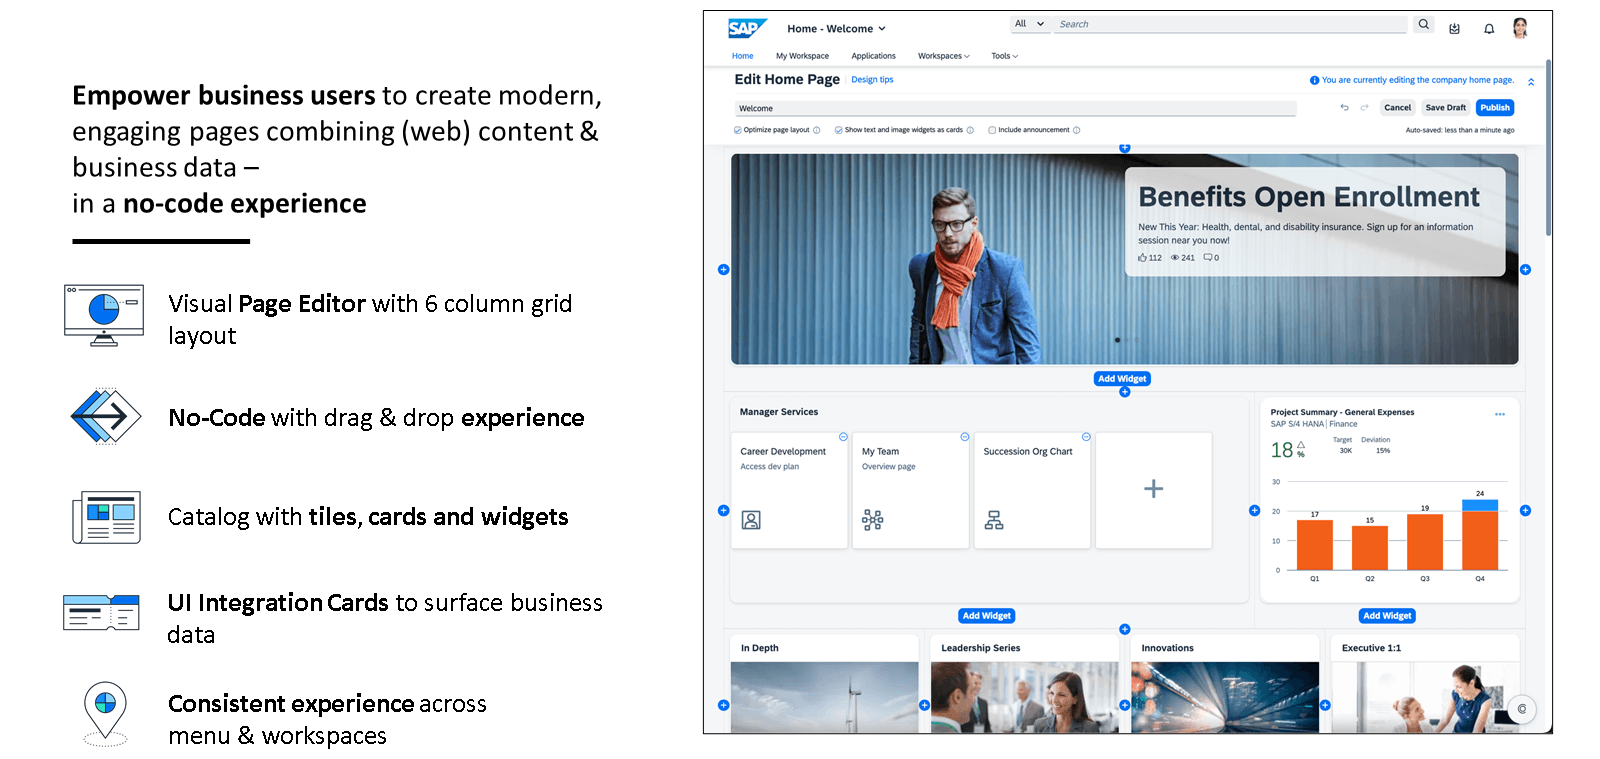 Empower business users to create modern,
engaging pages combining (web) content &
business data –
in a no-code experience
Visual Page Editor with 6 column grid
layout
No-Code with drag & drop experience
Catalog with tiles, cards and widgets
UI Integration Cards to surface business
data
Consistent experience across
menu & workspaces
SAP Home - Welcome
All Search
Home My Workspace Applications Workspaces Tools
Edit Home Page Design tips
You are currently editing the company home page.
Welcome
Cancel Save Draft Publish
Optimize page layout Show text and image widgets as cards Include announcement
Auto-saved: less than a minute ago
Benefits Open Enrollment
New This Year: Health, dental, and disability insurance. Sign up for an information
session near you now!
112 241 0
Add Widget
Manager Services
Career Development
Access dev plan
My Team
Overview page
Succession Org Chart
Project Summary - General Expenses
SAP S/4 HANA | Finance
18 %
Target Deviation
30K 15%
30
20
10
0
17
15
19
24
Q1 Q2 Q3 Q4
Add Widget
Add Widget
In Depth
Leadership Series
Innovations
Executive 1:1